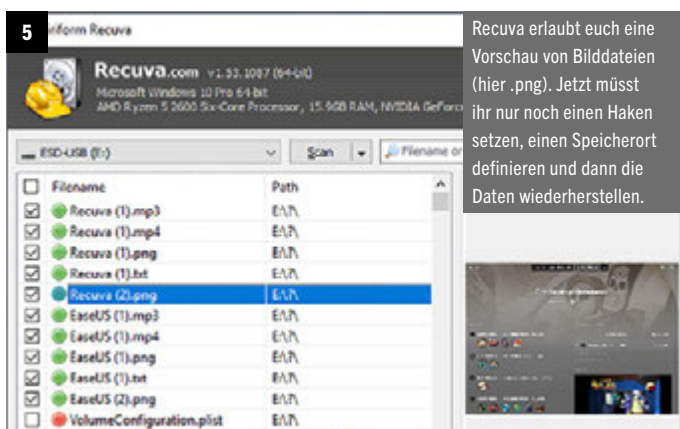 5
riform Recuva
Recuva.com v1.53.1087 (64-bit)
Microsoft Windows 10 Pro 64-bit
AMD Ryzen 5 2600 Six-Core Processor, 15.9GB RAM, NVIDIA GeForce
ESD-USB (E:)
Scan
Filename or
Filename Path
Recuva (1).mp3 E:\?\
Recuva (1).mp4 E:\?\
Recuva (1).png E:\?\
Recuva (1).txt E:\?\
Recuva (2).png E:\?\
EaseUS (1).mp3 E:\?\
EaseUS (1).mp4 E:\?\
EaseUS (1).png E:\?\
EaseUS (1).txt E:\?\
EaseUS (2).png E:\?\
VolumeConfiguration.plist E:\?\
Recuva erlaubt euch eine
Vorschau von Bilddateien
(hier .png). Jetzt müsst
ihr nur noch einen Haken
setzen, einen Speicherort
definieren und dann die
Daten wiederherstellen.